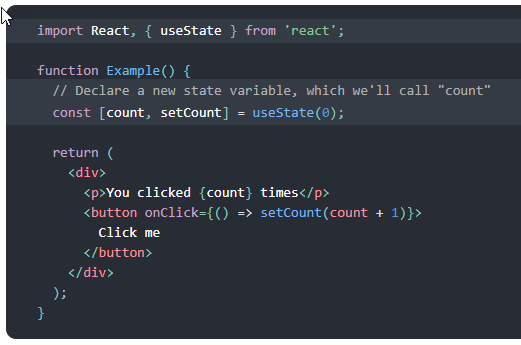 import React, { useState } from 'react';

function Example() {
  // Declare a new state variable, which we'll call "count"
  const [count, setCount] = useState(0);

  return (
    <div>
      <p>You clicked {count} times</p>
      <button onClick={() => setCount(count + 1)}>
        Click me
      </button>
    </div>
  );
}